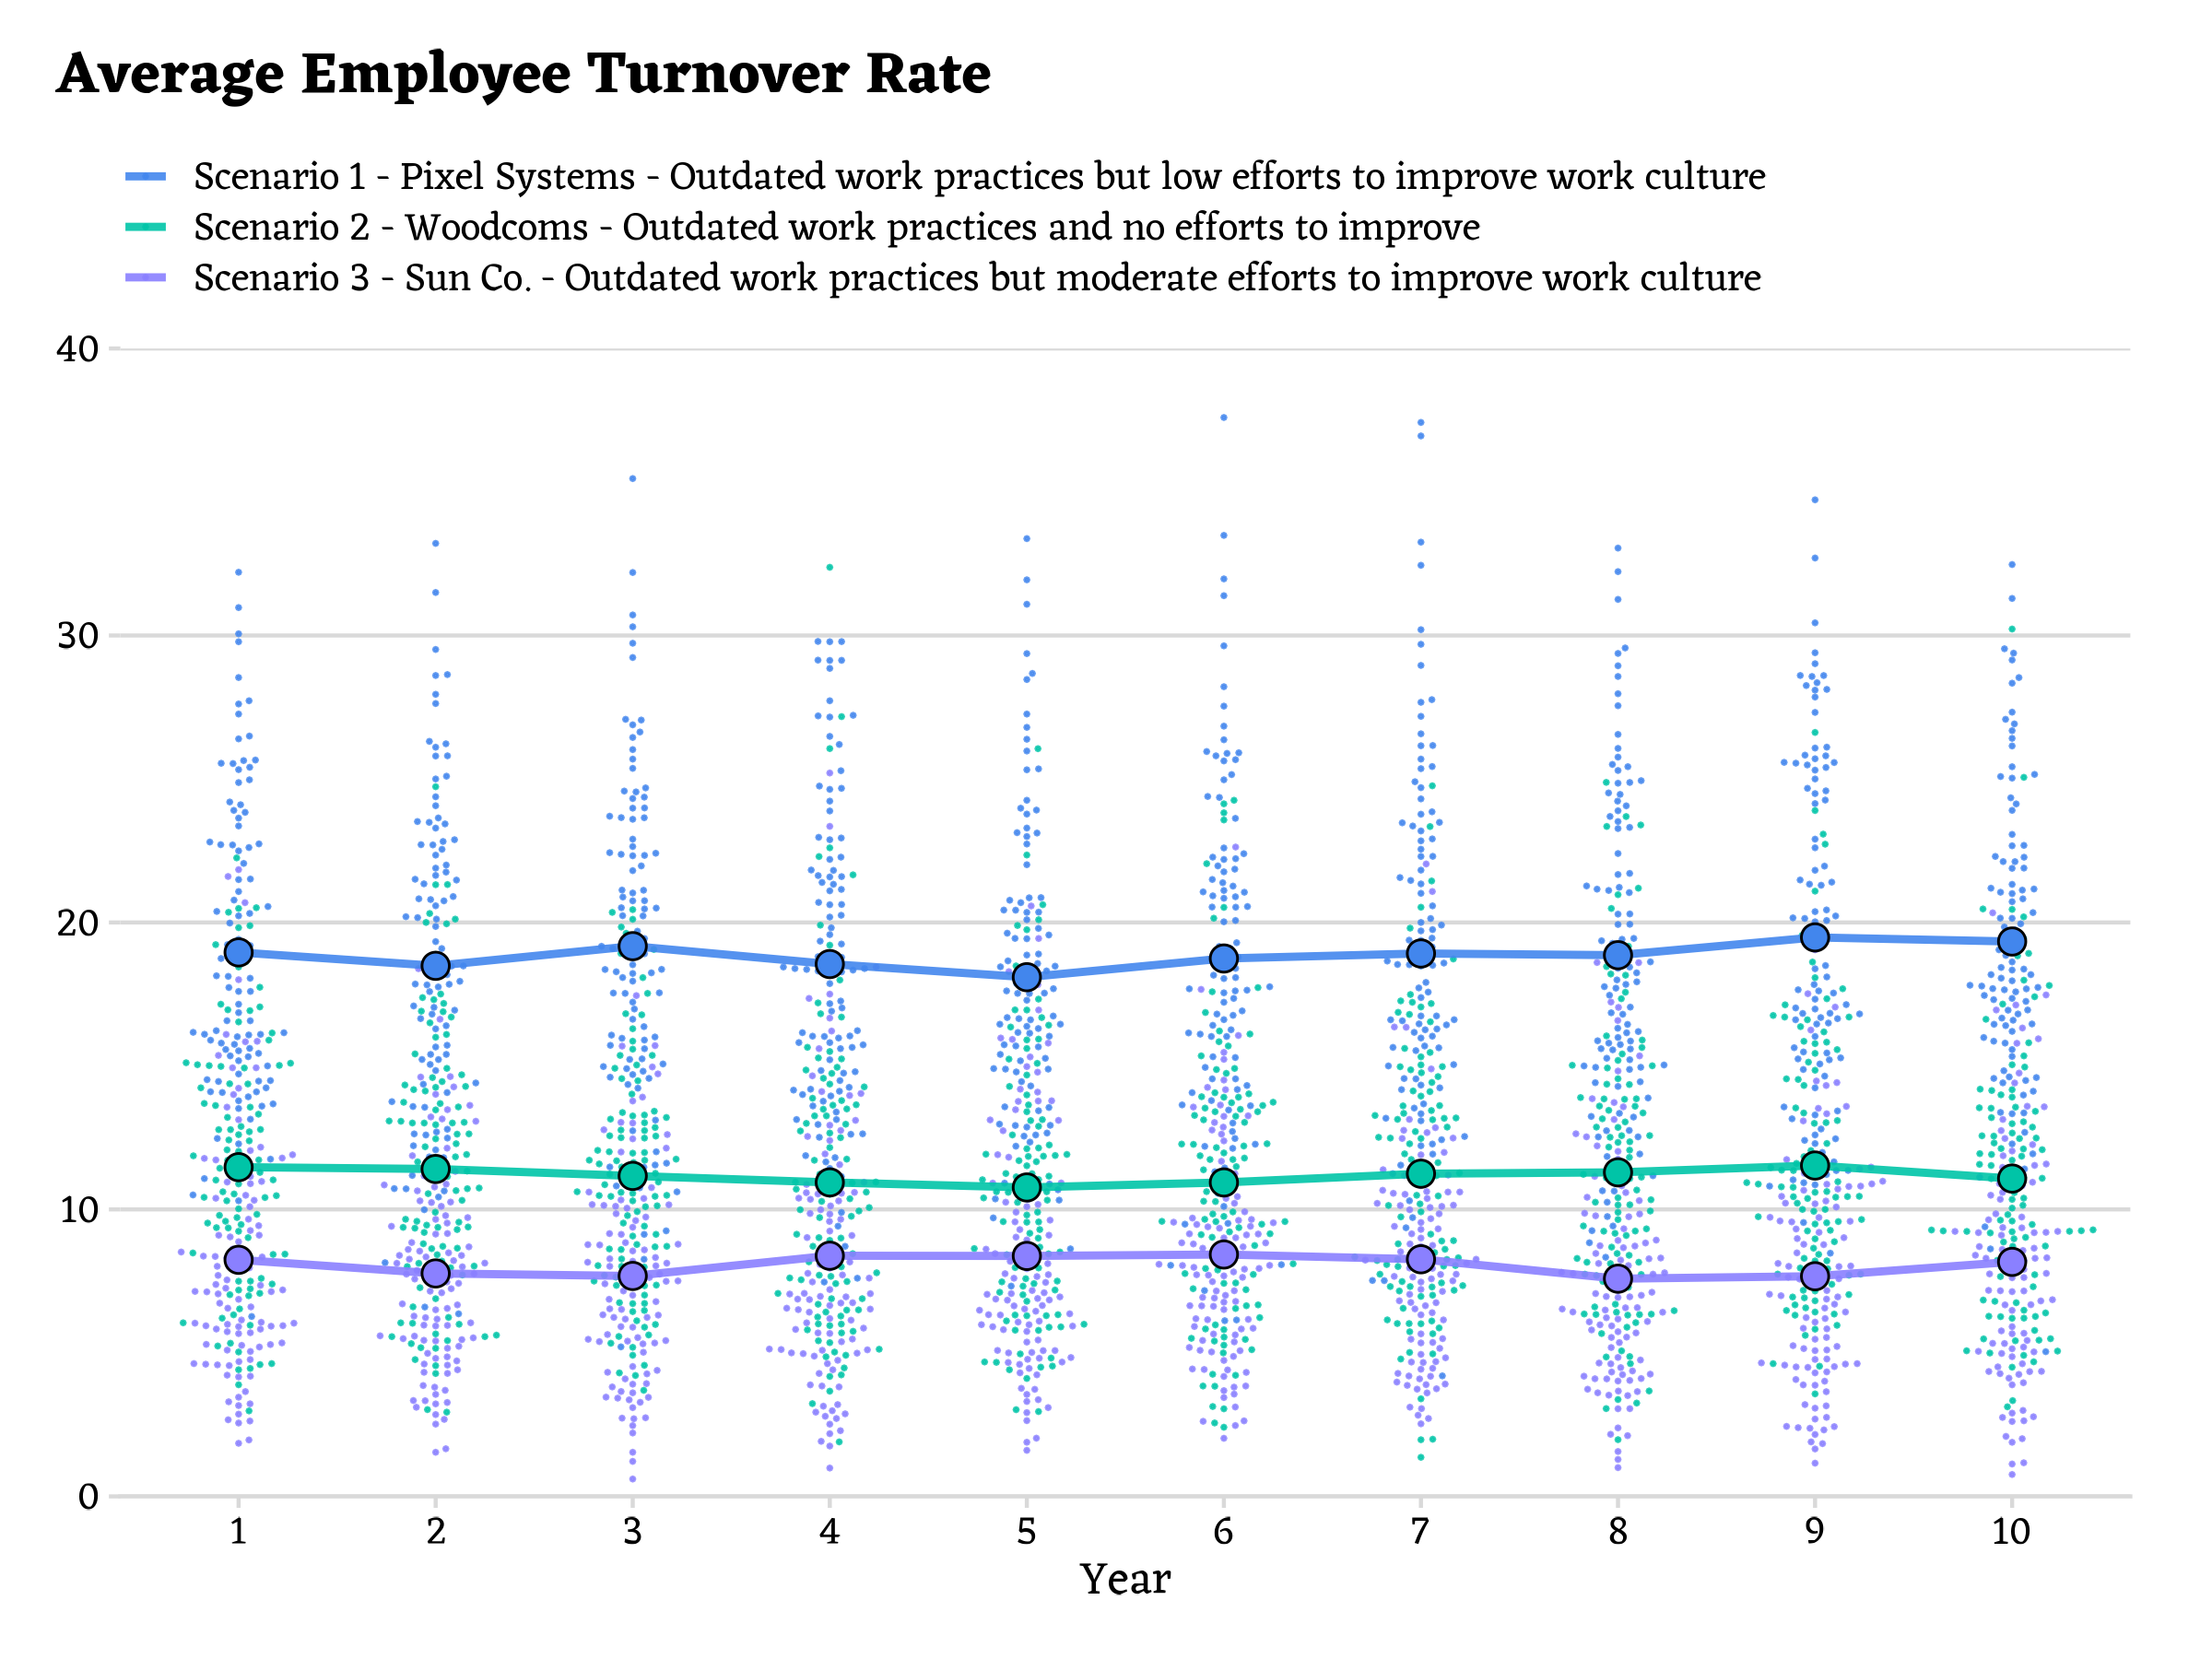 Average Employee Turnover Rate
Scenario 1 - Pixel Systems - Outdated work practices but low efforts to improve work culture
Scenario 2 - Woodcoms - Outdated work practices and no efforts to improve
Scenario 3 - Sun Co. - Outdated work practices but moderate efforts to improve work culture
40
30
20
10
0
1 2 3 4 5 6 7 8 9 10
Year